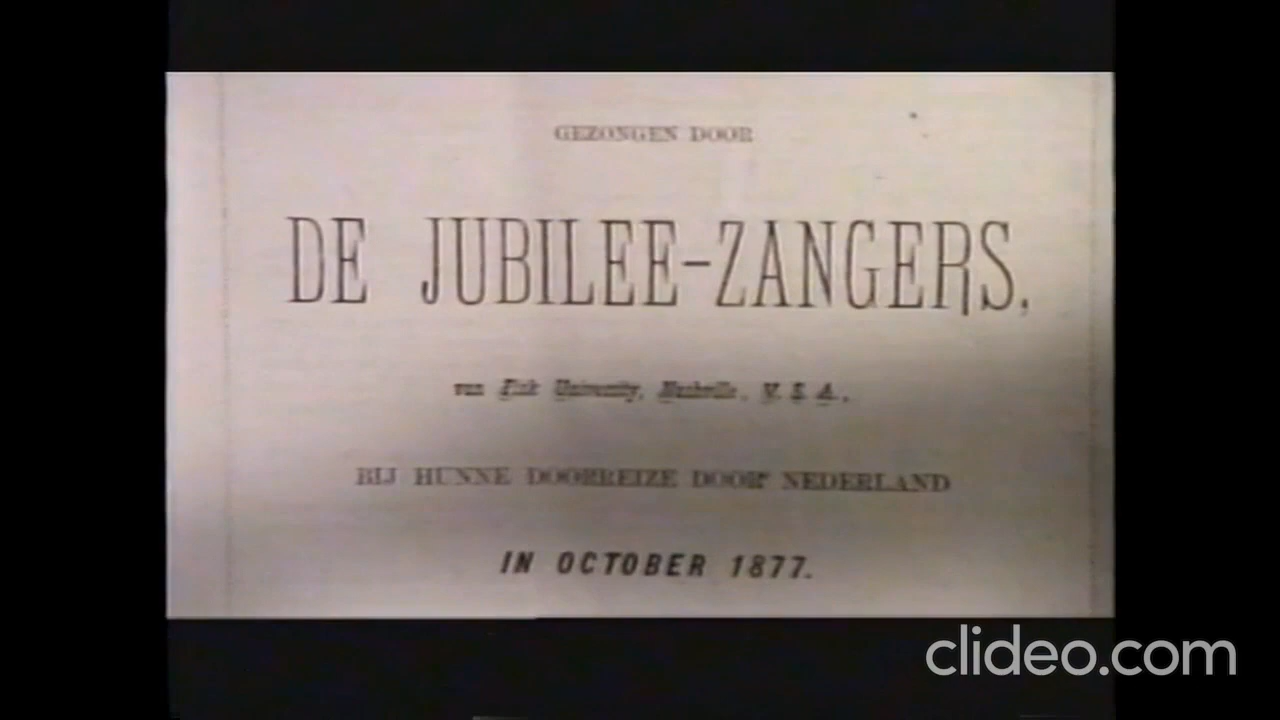 GEZONGEN DOOR
DE JUBILEE-ZANGERS,
van Fisk University, Nashville, V. S. A.,
BIJ HUNNE DOORREIZE DOOR NEDERLAND
IN OCTOBER 1877.
clideo.com